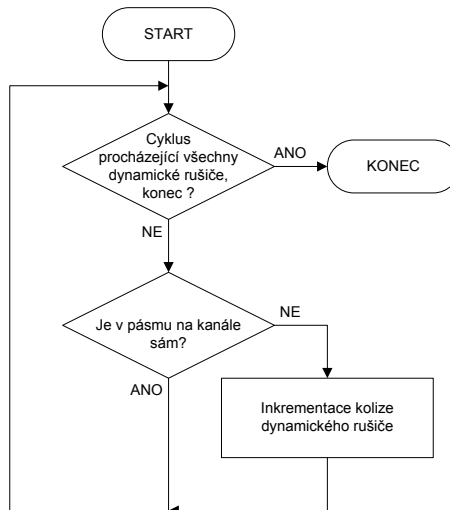 START
Cyklus
procházející všechny
dynamické rušiče,
konec ?
ANO
KONEC
NE
Je v pásmu na kanále
sám?
NE
ANO
Inkrementace kolize
dynamického rušiče